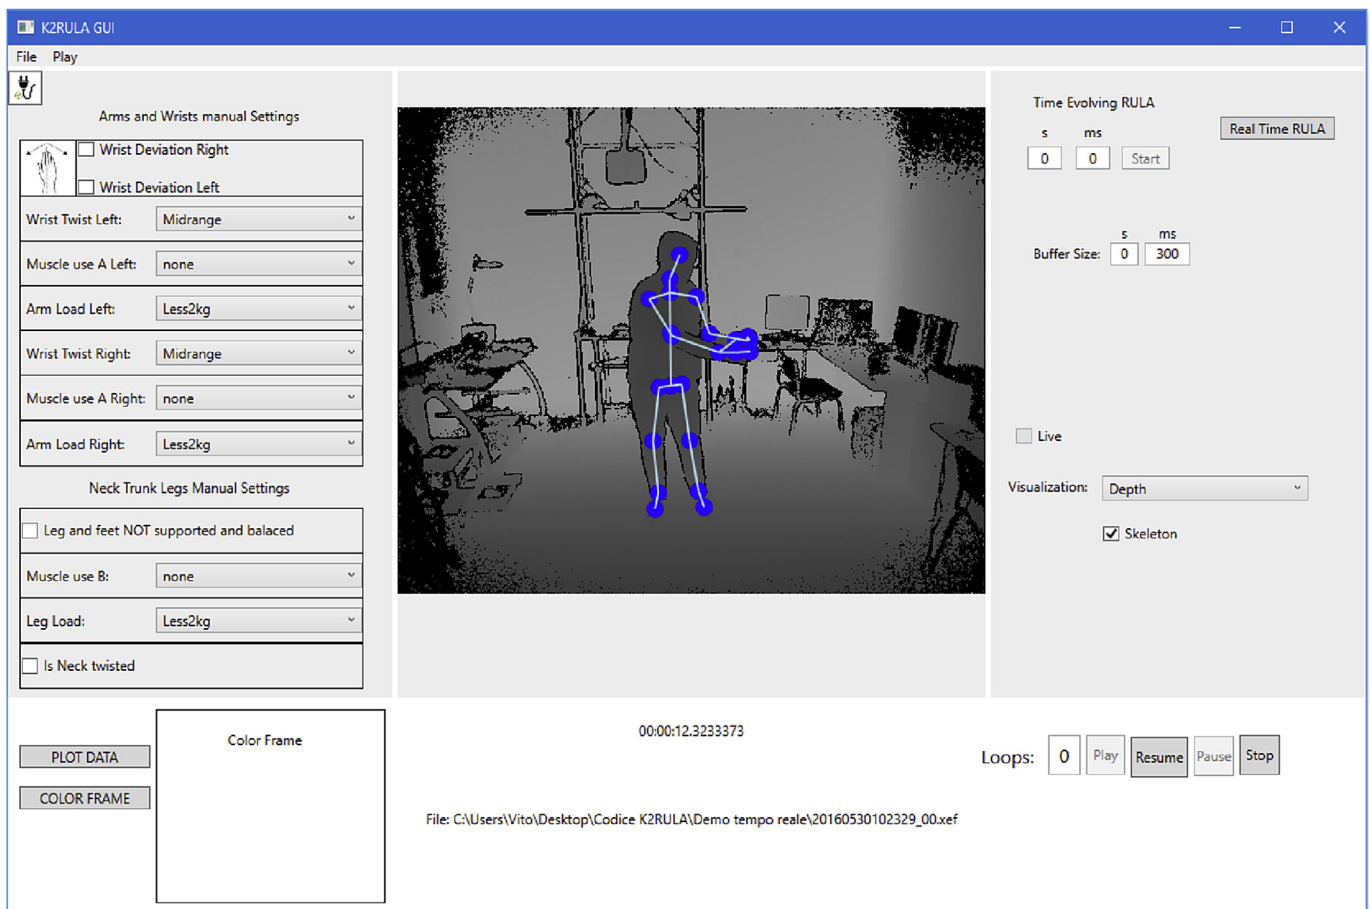 K2RULA GUI
File Play
Arms and Wrists manual Settings
Wrist Deviation Right
Wrist Deviation Left
Wrist Twist Left: Midrange
Muscle use A Left: none
Arm Load Left: Less2kg
Wrist Twist Right: Midrange
Muscle use A Right: none
Arm Load Right: Less2kg
Neck Trunk Legs Manual Settings
Leg and feet NOT supported and balaced
Muscle use B: none
Leg Load: Less2kg
Is Neck twisted
Time Evolving RULA
s ms
0 0 Start
Real Time RULA
s ms
Buffer Size: 0 300
Live
Visualization: Depth
Skeleton
PLOT DATA
COLOR FRAME
Color Frame
00:00:12.3233373
File: C:\Users\Vito\Desktop\Codice K2RULA\Demo tempo reale\20160530102329_00.xef
Loops: 0 Play Resume Pause Stop